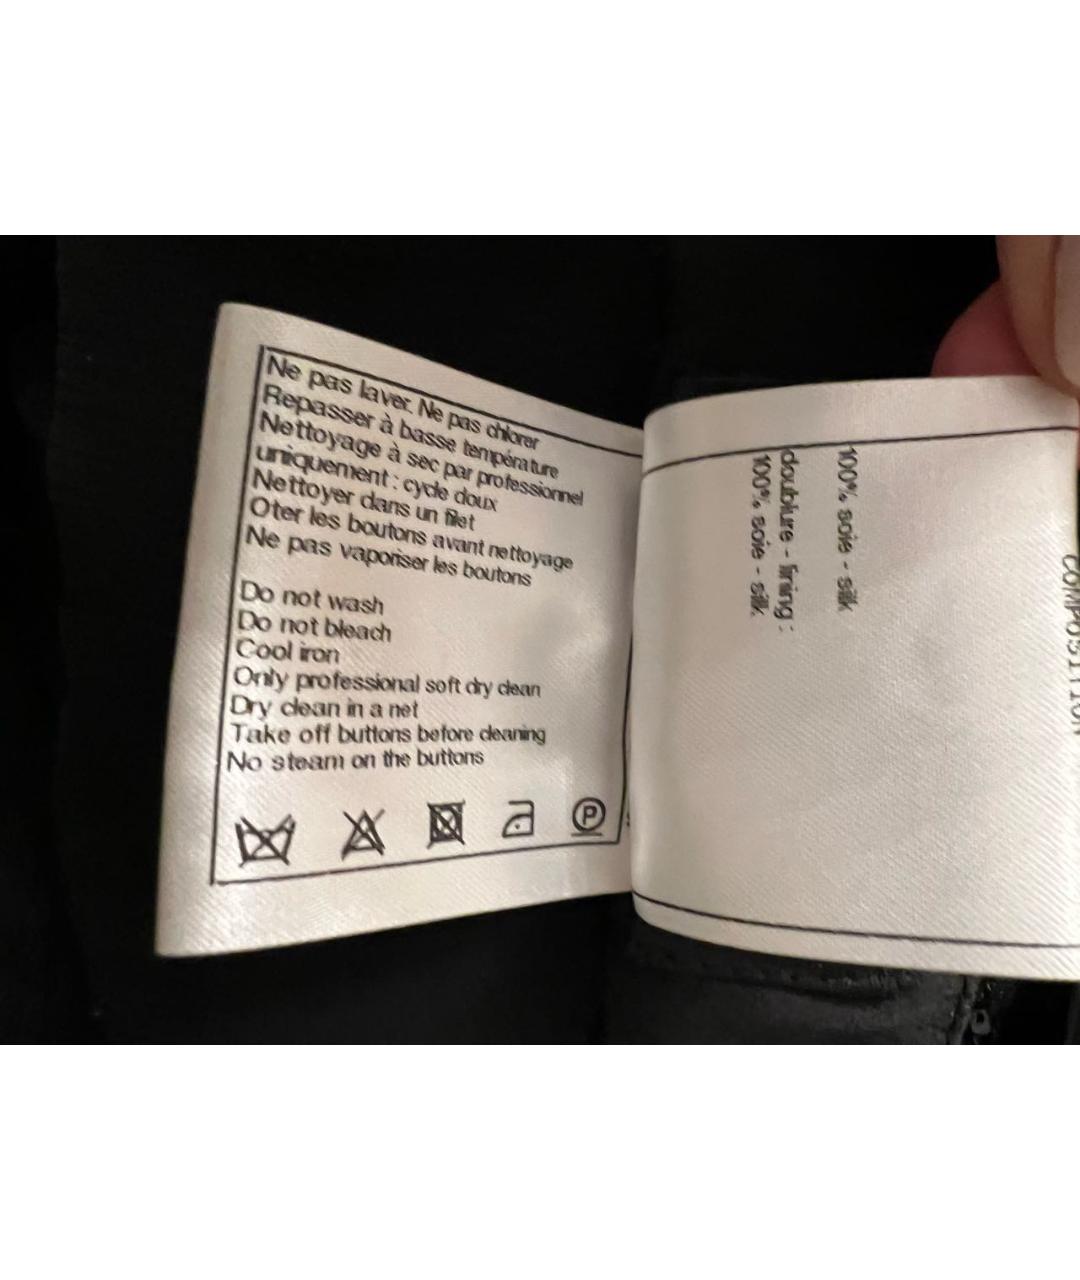 Ne pas laver. Ne pas chlorer
Repasser à basse température
Nettoyage à sec par professionnel
uniquement : cycle doux
Nettoyer dans un filet
Oter les boutons avant nettoyage
Ne pas vaporiser les boutons
Do not wash
Do not bleach
Cool iron
Only professional soft dry clean
Dry clean in a net
Take off buttons before cleaning
No steam on the buttons
P
COMPOSITION
100% soie - silk
doublure - lining :
100% soie - silk